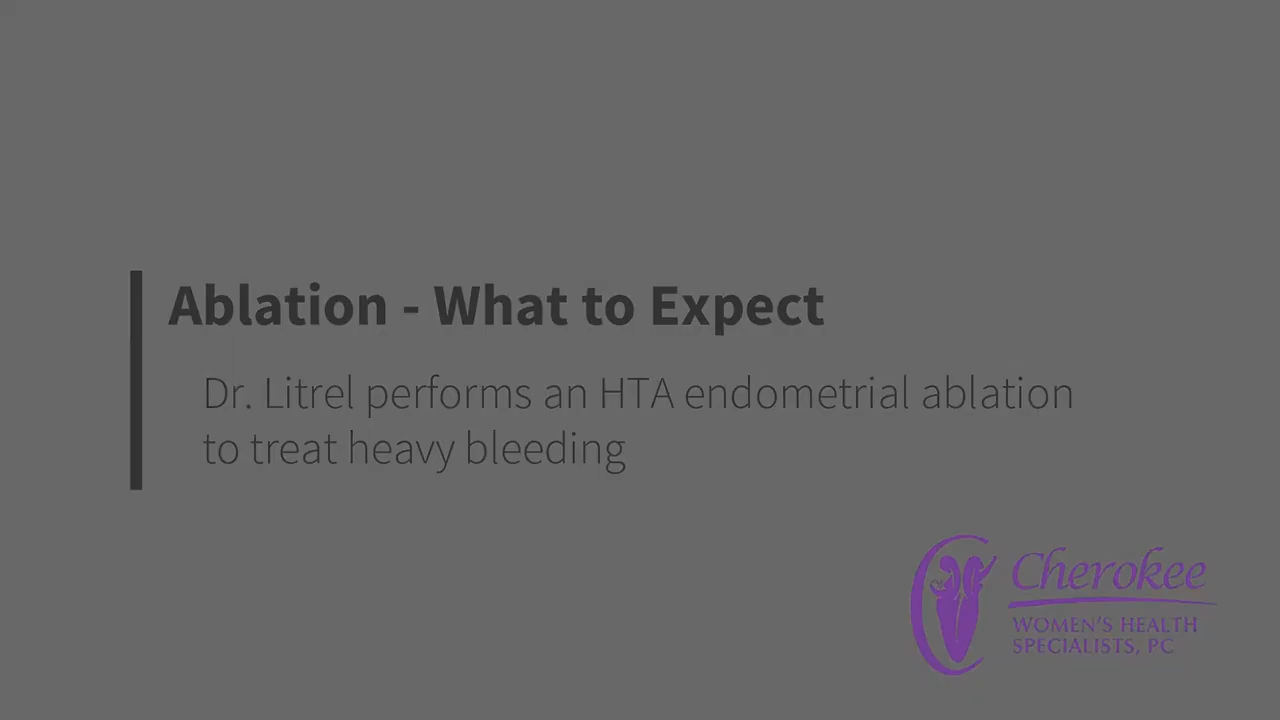 Ablation - What to Expect
Dr. Litrel performs an HTA endometrial ablation
to treat heavy bleeding
Cherokee
WOMEN'S HEALTH
SPECIALISTS, PC